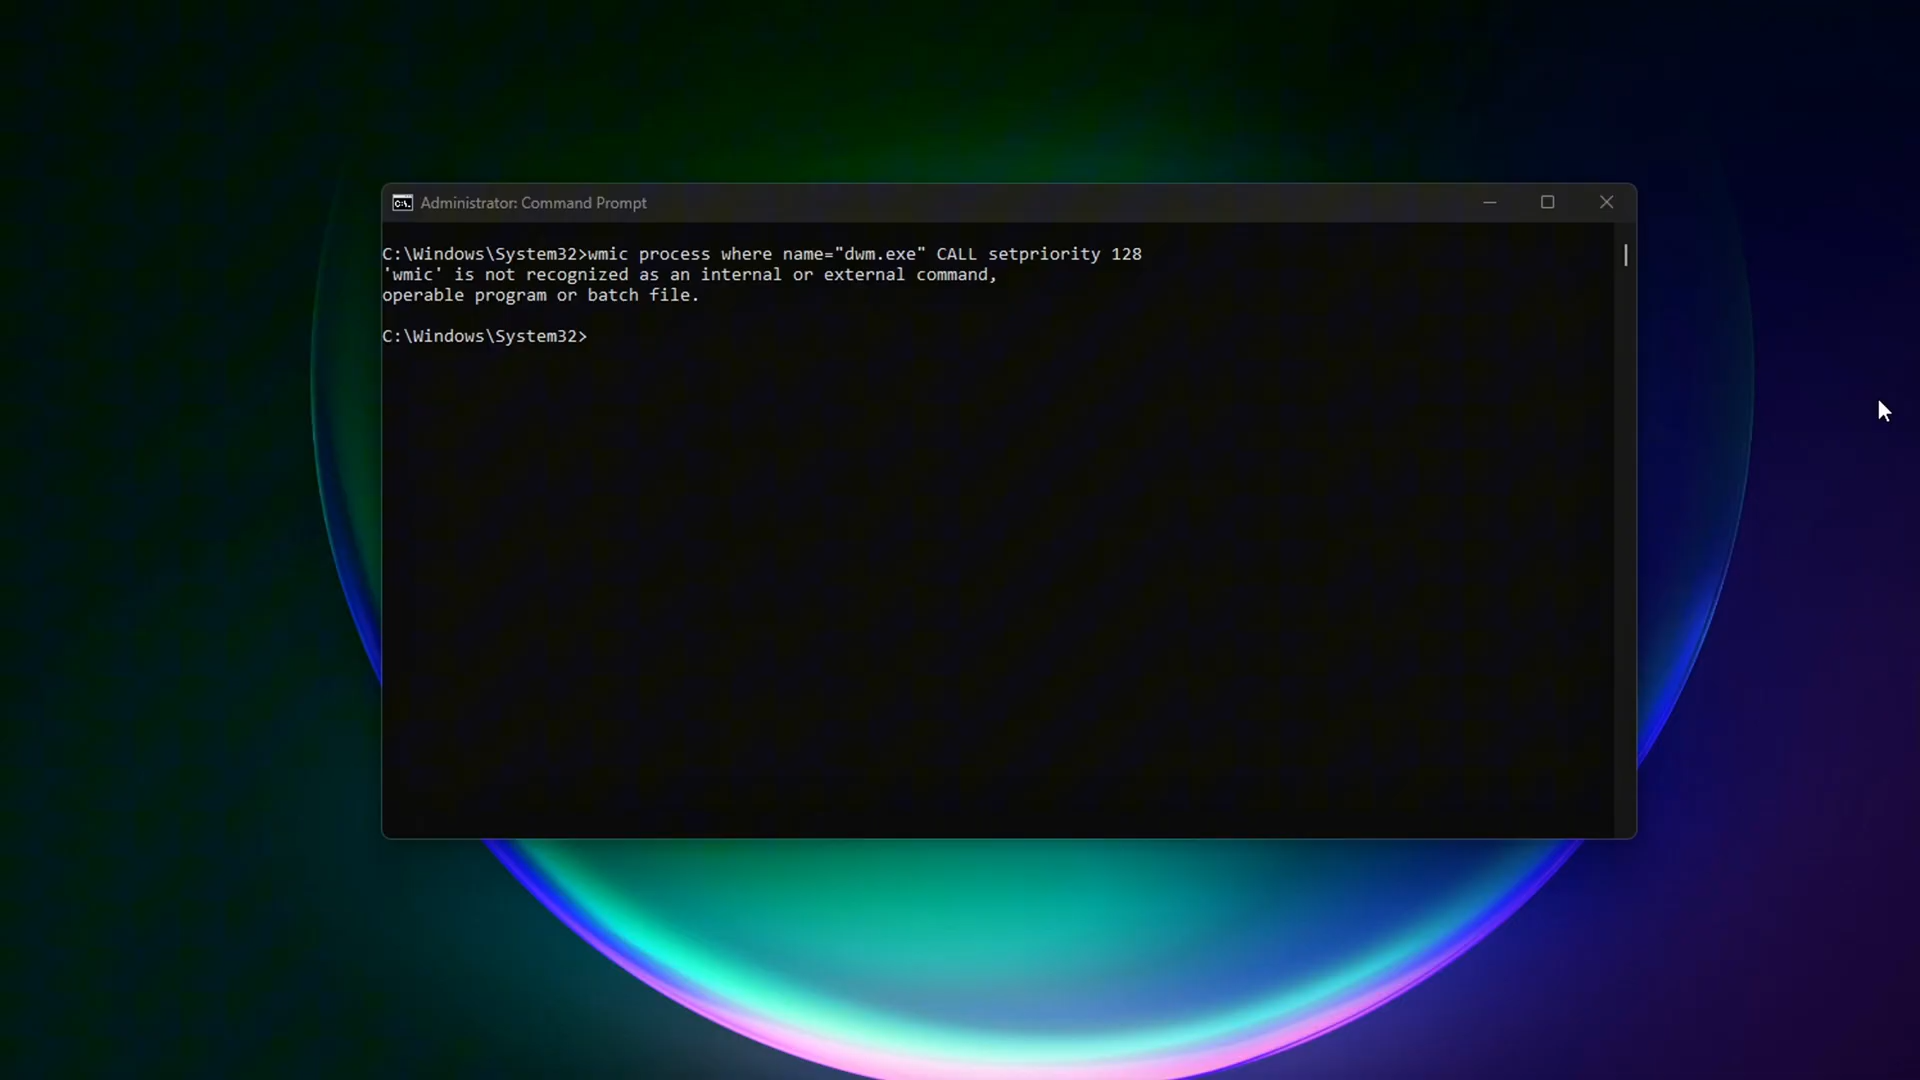 Administrator: Command Prompt
C:\Windows\System32>wmic process where name="dwm.exe" CALL setpriority 128
'wmic' is not recognized as an internal or external command,
operable program or batch file.
C:\Windows\System32>